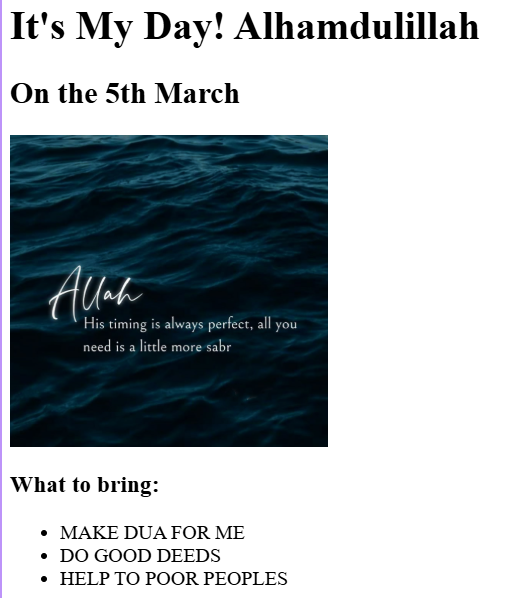 It's My Day! Alhamdulillah
On the 5th March
Allah
His timing is always perfect, all you
need is a little more sabr
What to bring:
MAKE DUA FOR ME
DO GOOD DEEDS
HELP TO POOR PEOPLES